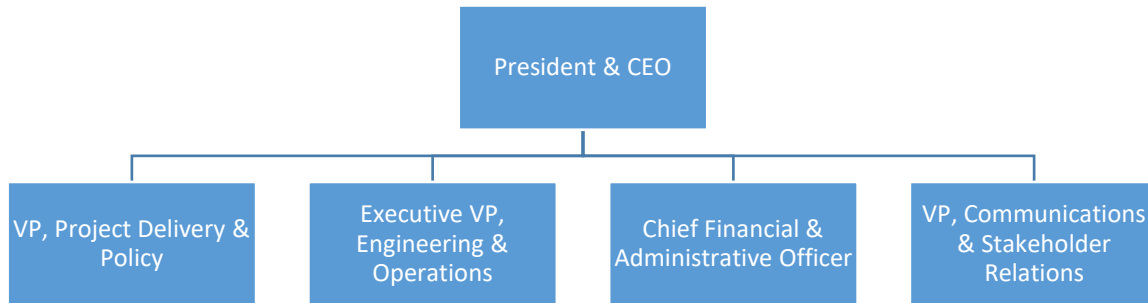 President & CEO
VP, Project Delivery &
Policy
Executive VP,
Engineering &
Operations
Chief Financial &
Administrative Officer
VP, Communications
& Stakeholder
Relations